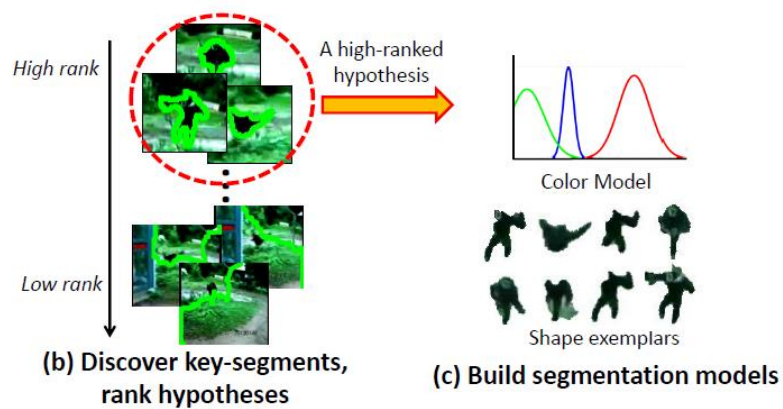 High rank
A high-ranked
hypothesis
Color Model
Low rank
Shape exemplars
(b) Discover key-segments,
rank hypotheses
(c) Build segmentation models